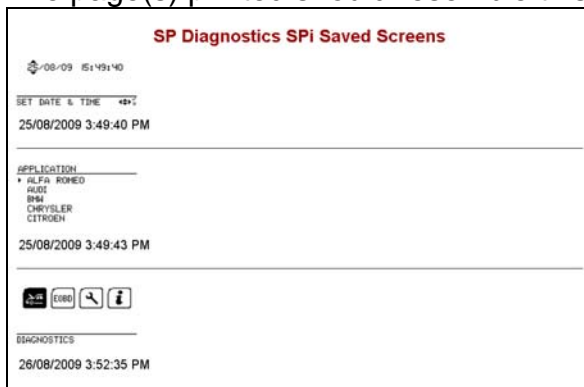 page(s) printed
SP Diagnostics SPi Saved Screens
/08/09 15:49:40
SET DATE & TIME
25/08/2009 3:49:40 PM
APPLICATION
ALFA ROMEO
AUDI
BMW
CHRYSLER
CITROEN
25/08/2009 3:49:43 PM
EOBD i
DIAGNOSTICS
26/08/2009 3:52:35 PM